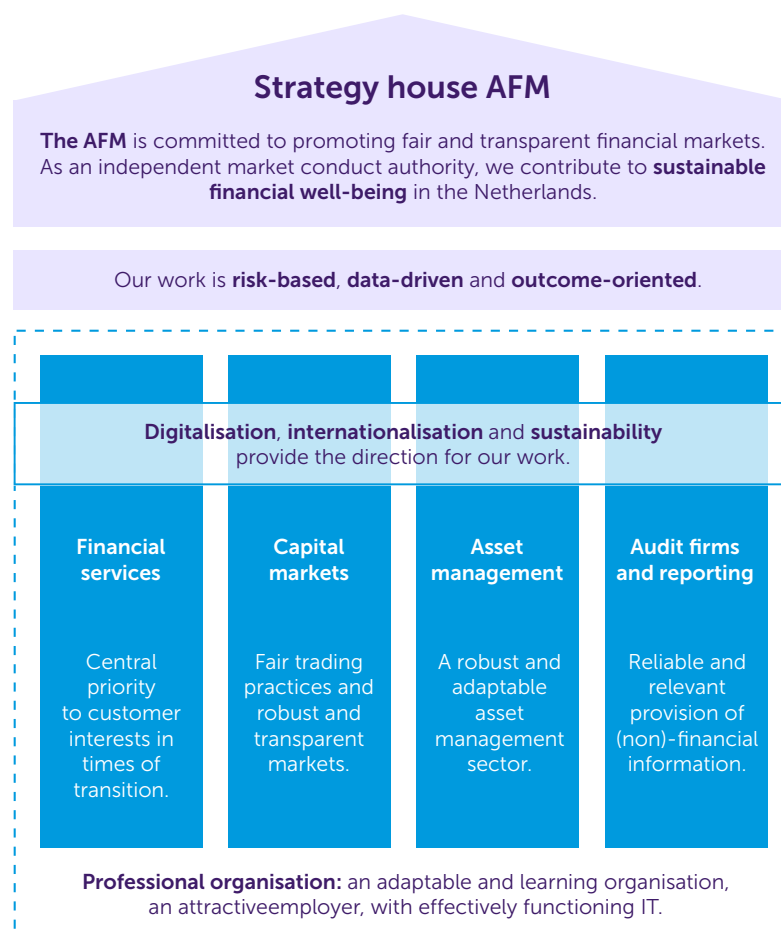 Strategy house AFM
The AFM is committed to promoting fair and transparent financial markets.
As an independent market conduct authority, we contribute to sustainable
financial well-being in the Netherlands.
Our work is risk-based, data-driven and outcome-oriented.
Digitalisation, internationalisation and sustainability
provide the direction for our work.
Financial
services
Central
priority
to customer
interests in
times of
transition.
Capital
markets
Fair trading
practices and
robust and
transparent
markets.
Asset
management
A robust and
adaptable
asset
management
sector.
Audit firms
and reporting
Reliable and
relevant
provision of
(non)-financial
information.
Professional organisation: an adaptable and learning organisation,
an attractiveemployer, with effectively functioning IT.